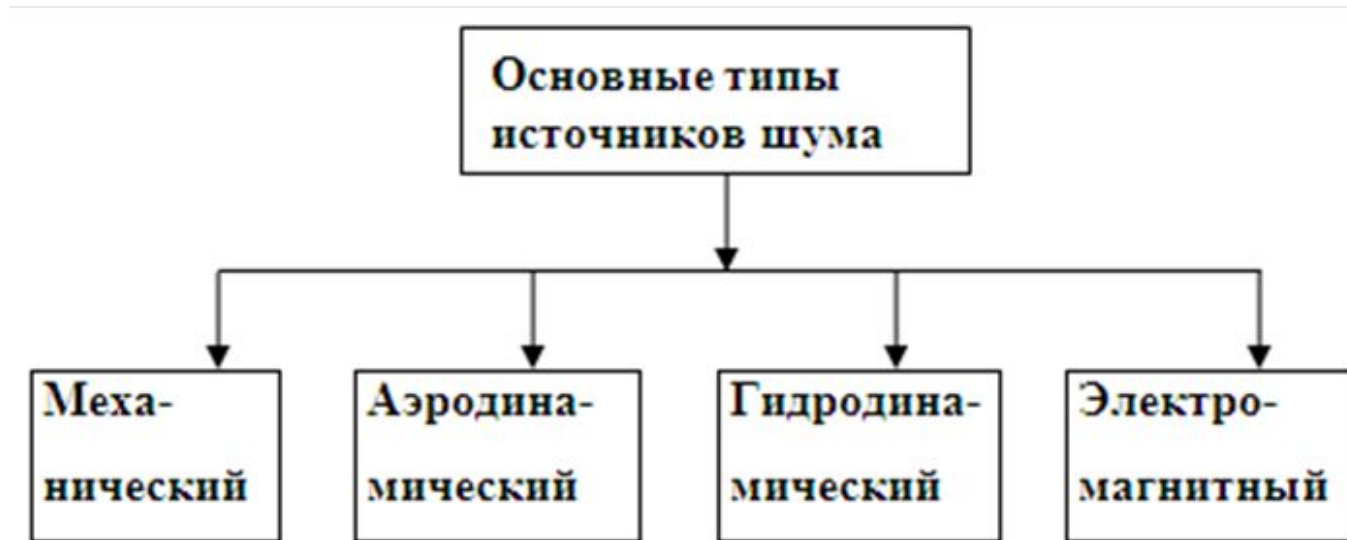 Основные типы
источников шума
Меха-
нический
Аэродина-
мический
Гидродина-
мический
Электро-
магнитный